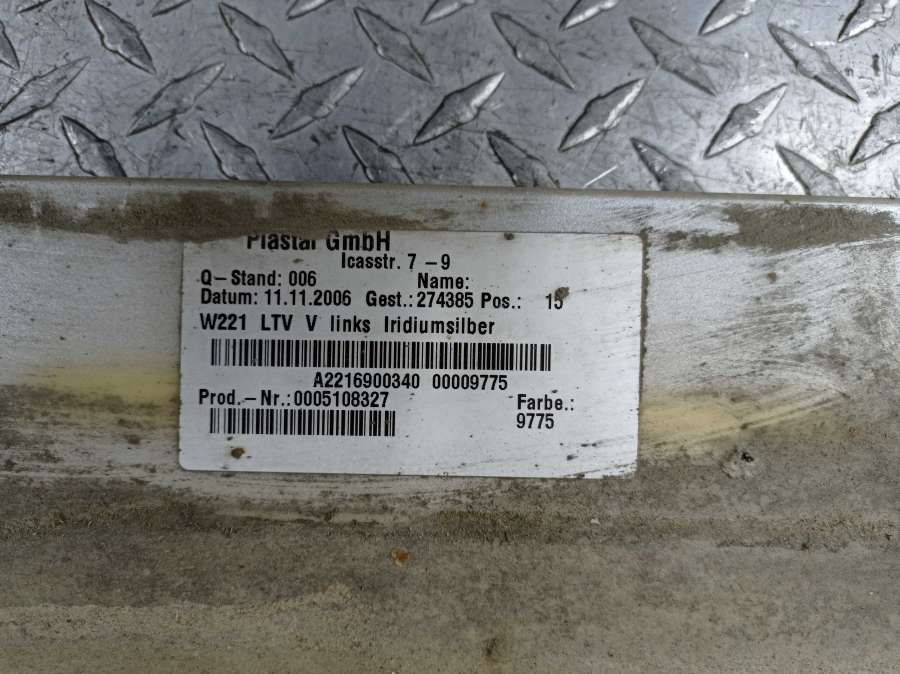 Plastal GmbH
Icasstr. 7 -9
Q-Stand: 006 Name:
Datum: 11.11.2006 Gest.: 274385 Pos.: 15
W221 LTV V links Iridiumsilber
A2216900340 00009775
Prod.-Nr.:0005108327 Farbe.:
9775